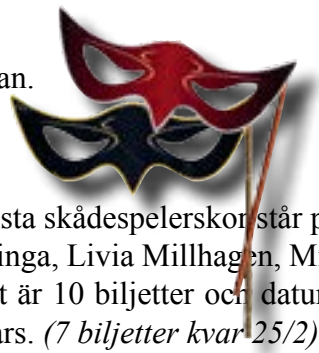 an.
sta skådespelerskor står p
inga, Livia Millhagen, M
t är 10 biljetter och datum
ars. (7 biljetter kvar 25/2)